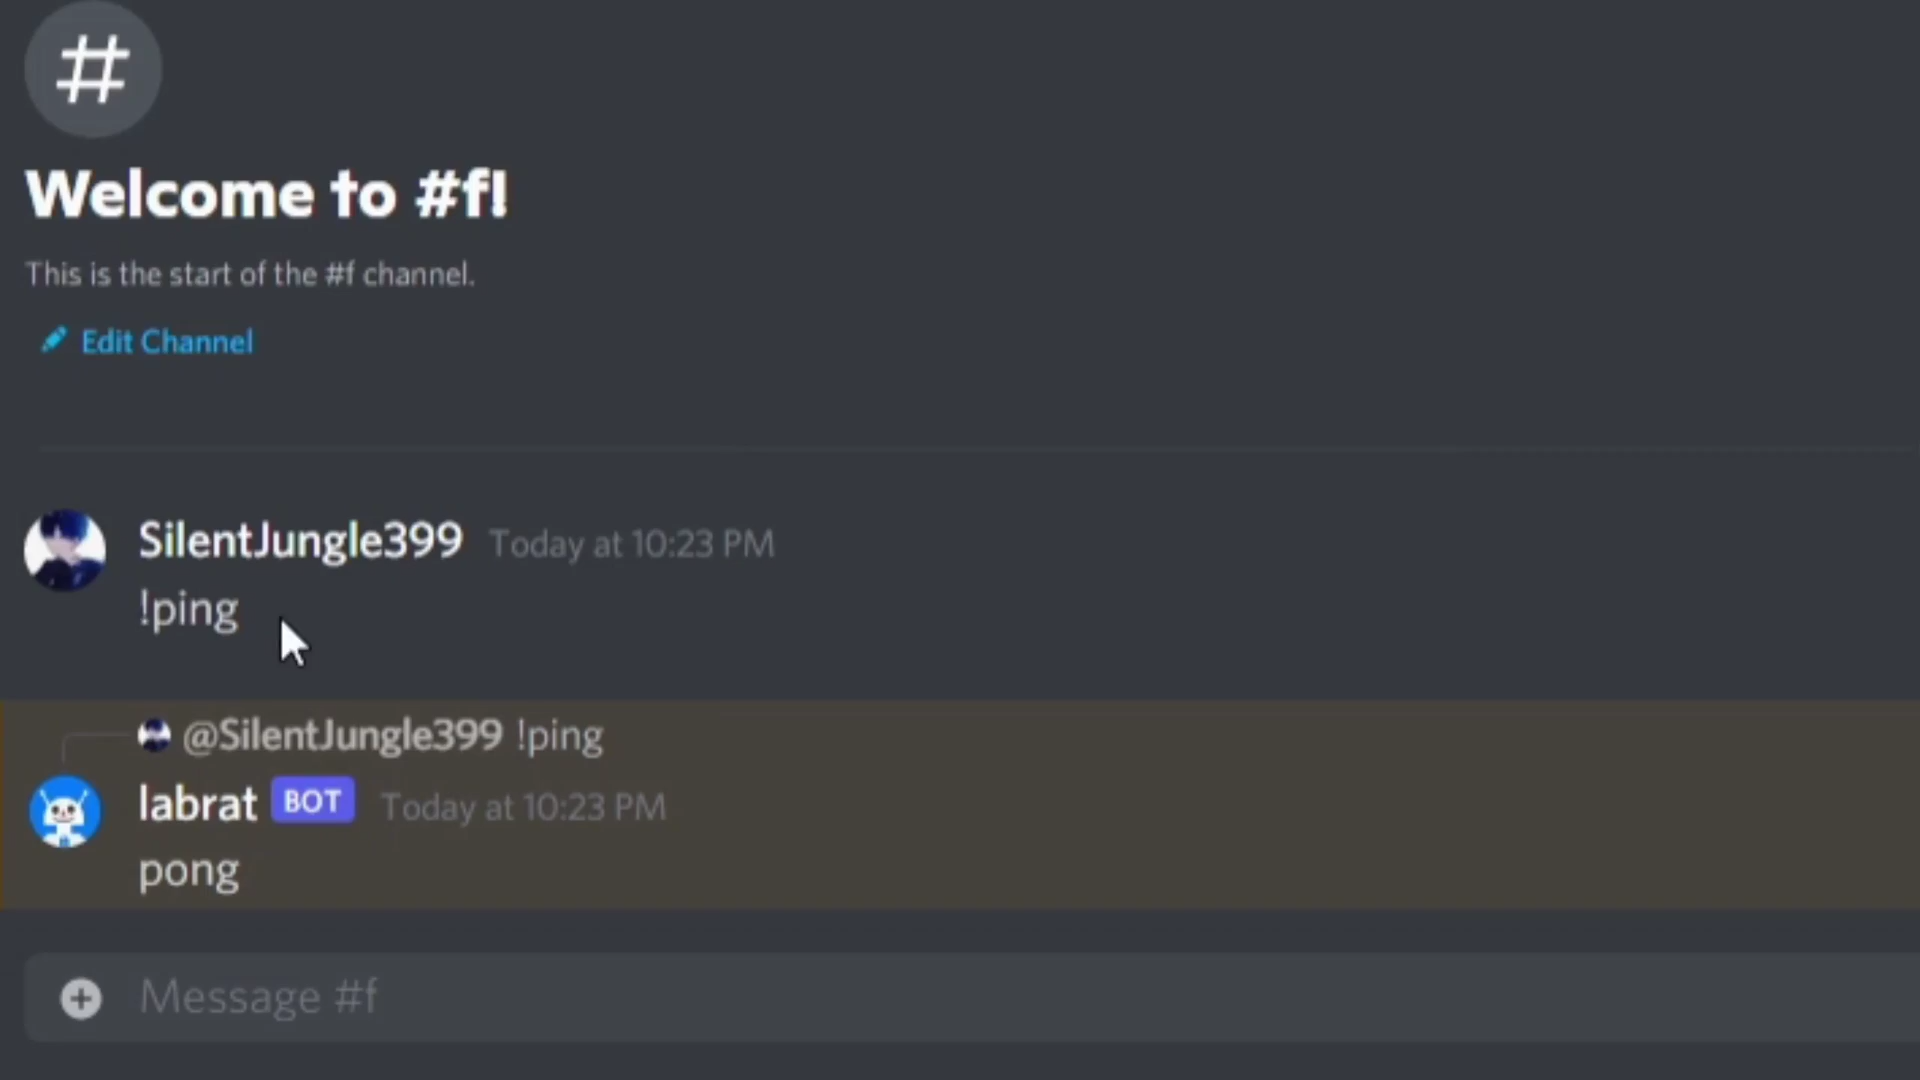 #
Welcome to #f!
This is the start of the #f channel.
Edit Channel
SilentJungle399 Today at 10:23 PM
!ping
@SilentJungle399 !ping
labrat BOT Today at 10:23 PM
pong
Message #f